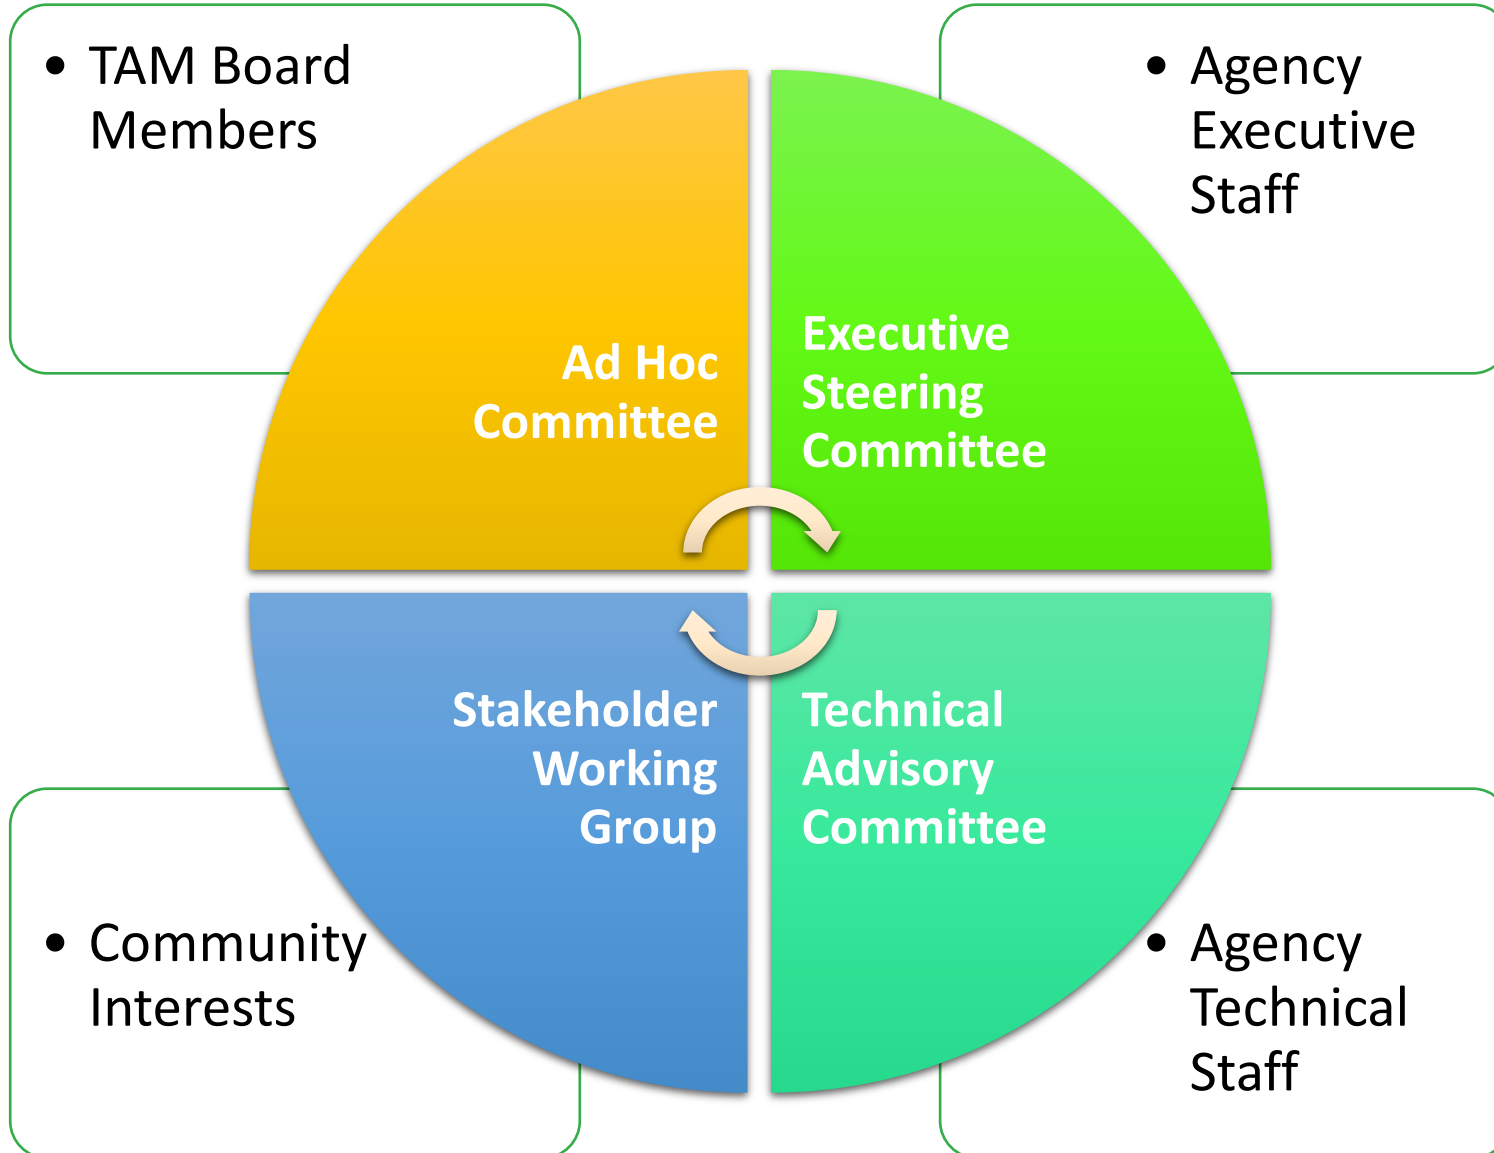 • TAM Board
Members
• Agency
Executive
Staff
Ad Hoc
Committee
Executive
Steering
Committee
Stakeholder
Working
Group
Technical
Advisory
Committee
• Community
Interests
• Agency
Technical
Staff